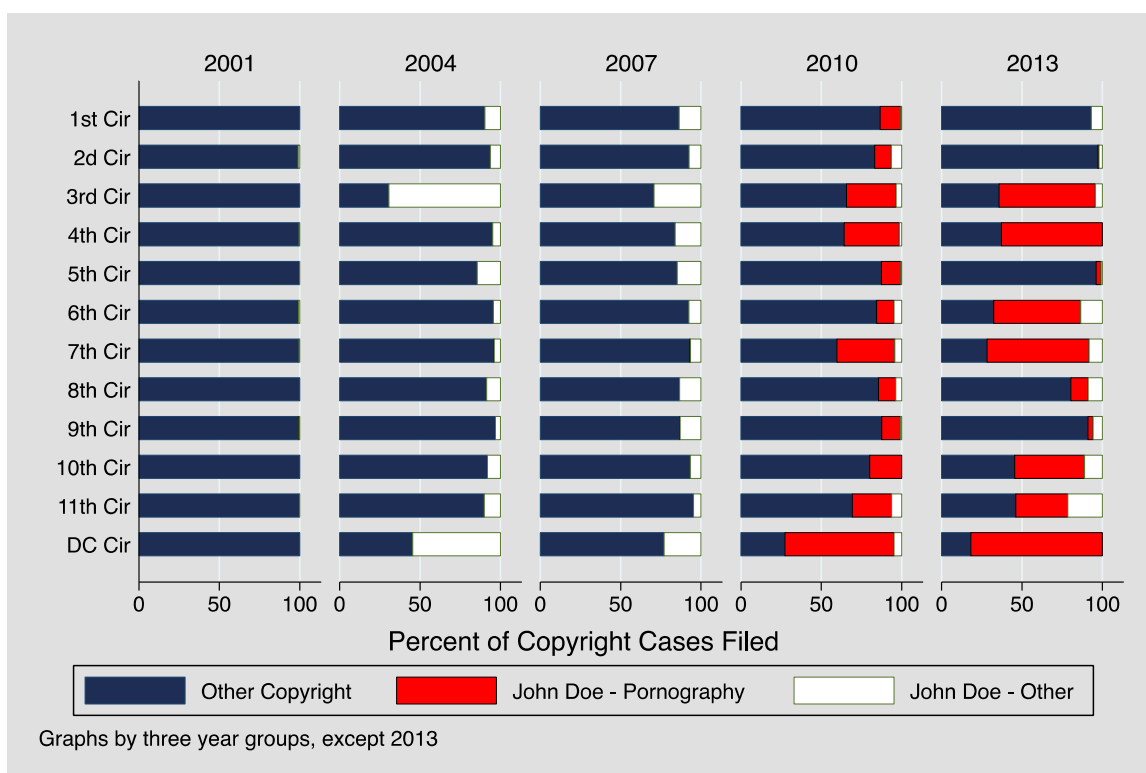 2001 2004 2007 2010 2013
1st Cir
2d Cir
3rd Cir
4th Cir
5th Cir
6th Cir
7th Cir
8th Cir
9th Cir
10th Cir
11th Cir
DC Cir
0 50 100 0 50 100 0 50 100 0 50 100 0 50 100
Percent of Copyright Cases Filed
Other Copyright John Doe - Pornography John Doe - Other
Graphs by three year groups, except 2013